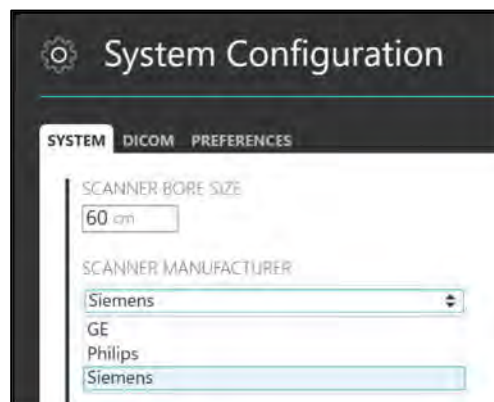 System Configuration
SYSTEM DICOM PREFERENCES
SCANNER BORE SIZE
60 cm
SCANNER MANUFACTURER
Siemens
GE
Philips
Siemens